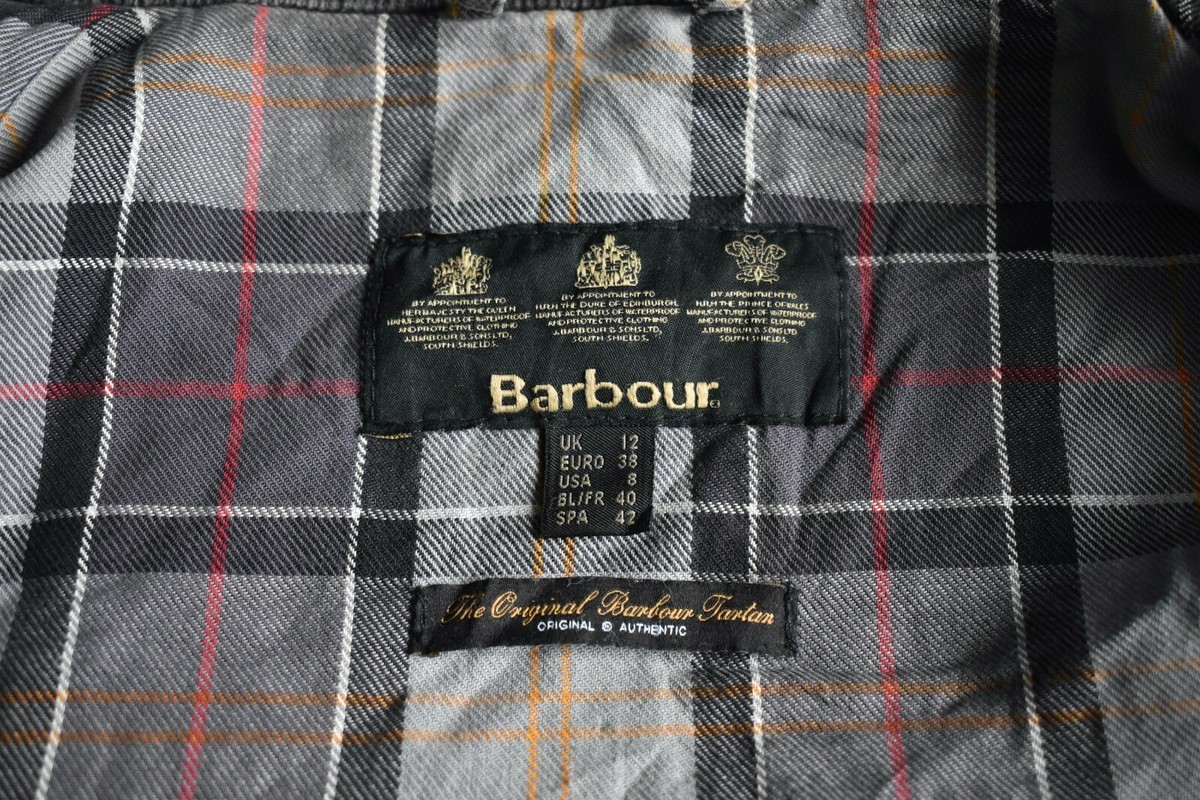 BY APPOINTMENT TO
HER MAJESTY THE QUEEN
MANUFACTURERS OF WATERPROOF
AND PROTECTIVE CLOTHING
J.BARBOUR & SONS LTD,
SOUTH SHIELDS.
BY APPOINTMENT TO
H.R.H. THE DUKE OF EDINBURGH
MANUFACTURERS OF WATERPROOF
AND PROTECTIVE CLOTHING
J.BARBOUR & SONS LTD,
SOUTH SHIELDS.
BY APPOINTMENT TO
H.R.H. THE PRINCE OF WALES
MANUFACTURERS OF WATERPROOF
AND PROTECTIVE CLOTHING
J.BARBOUR & SONS LTD,
SOUTH SHIELDS.
Barbour
UK 12
EURO 38
USA 8
BL/FR 40
SPA 42
The Original Barbour Tartan
ORIGINAL & AUTHENTIC